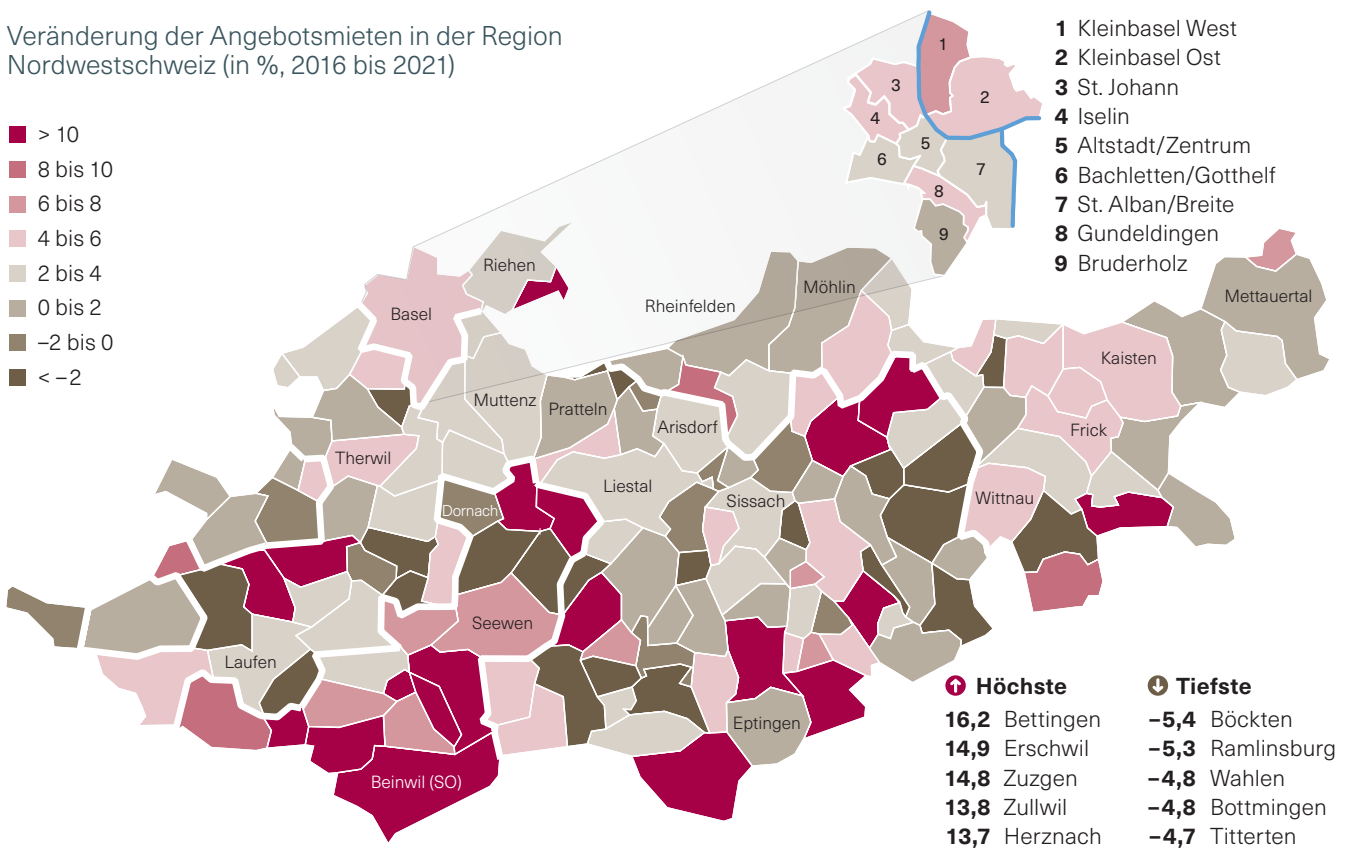 Veränderung der Angebotsmieten in der Region
Nordwestschweiz (in %, 2016 bis 2021)
> 10
8 bis 10
6 bis 8
4 bis 6
2 bis 4
0 bis 2
–2 bis 0
< –2
1
2
3
4
5
6
7
8
9
1 Kleinbasel West
2 Kleinbasel Ost
3 St. Johann
4 Iselin
5 Altstadt/Zentrum
6 Bachletten/Gotthelf
7 St. Alban/Breite
8 Gundeldingen
9 Bruderholz
Riehen
Basel
Rheinfelden
Möhlin
Mettauertal
Kaisten
Muttenz
Pratteln
Arisdorf
Frick
Therwil
Liestal
Sissach
Wittnau
Dornach
Seewen
Laufen
Eptingen
Beinwil (SO)
Höchste
16,2 Bettingen
14,9 Erschwil
14,8 Zuzgen
13,8 Zullwil
13,7 Herznach
Tiefste
–5,4 Böckten
–5,3 Ramlinsburg
–4,8 Wahlen
–4,8 Bottmingen
–4,7 Titterten